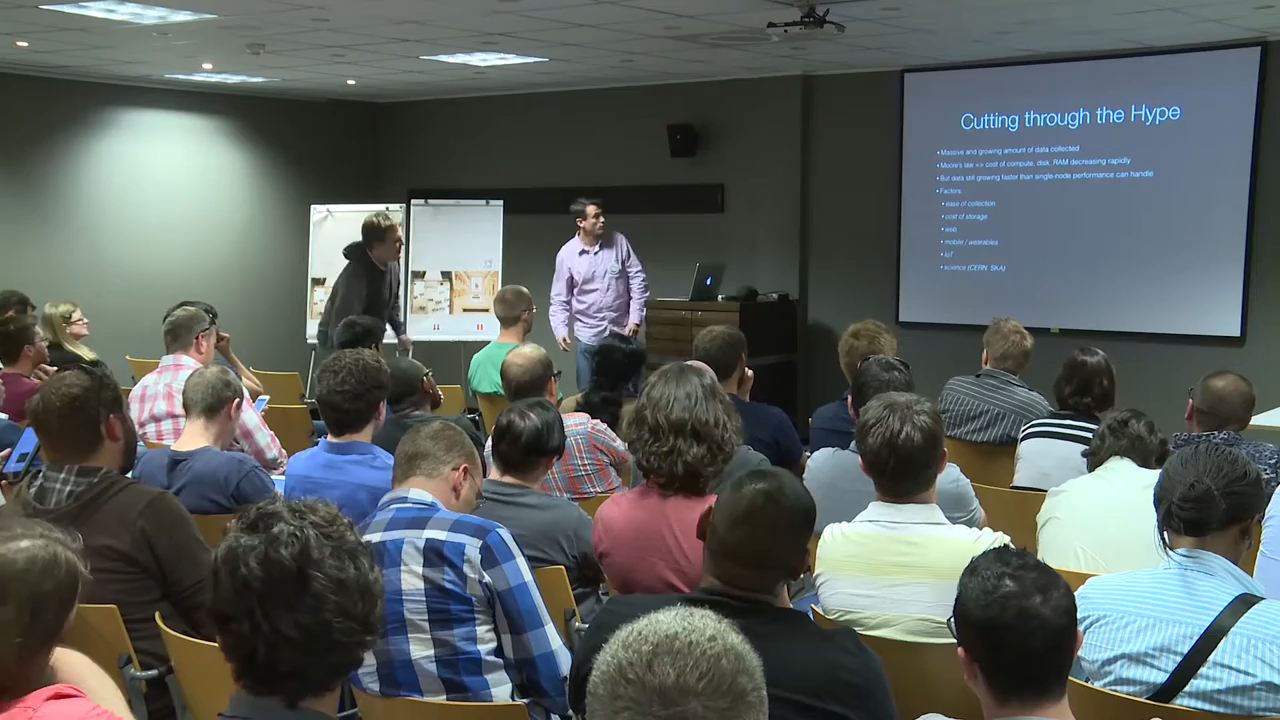 Cutting through the Hype
• Massive and growing amount of data collected
• Moore's law => cost of compute, disk, RAM decreasing rapidly
• But data still growing faster than single-node performance can handle
• Factors:
• ease of collection
• cost of storage
• web
• mobile / wearables
• IoT
• science (CERN, SKA)